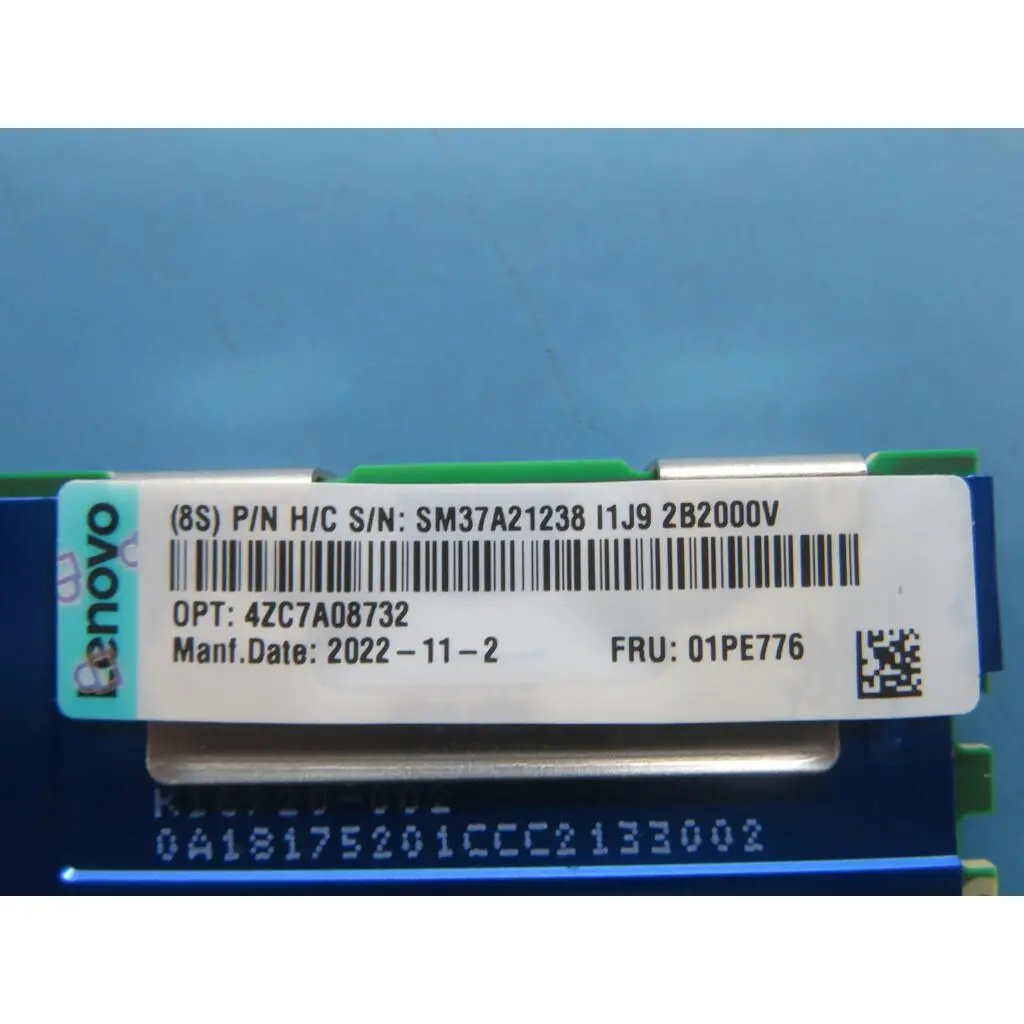 Lenovo
(8S) P/N H/C S/N: SM37A21238 I1J9 2B2000V
OPT: 4ZC7A08732
Manf.Date: 2022-11-2 FRU: 01PE776
0A18175201CCC2133002